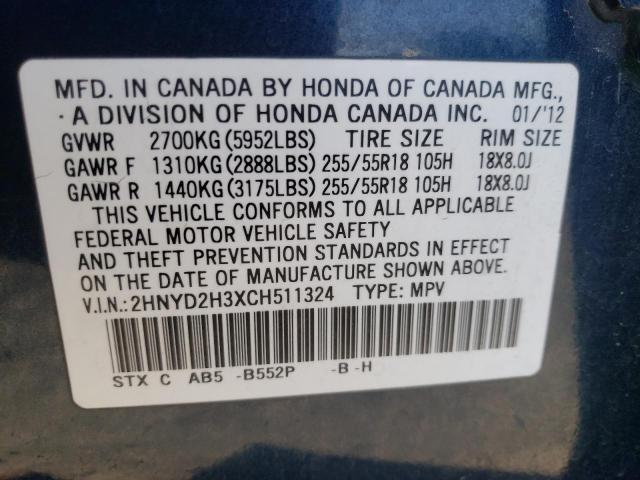 MFD. IN CANADA BY HONDA OF CANADA MFG.,
· A DIVISION OF HONDA CANADA INC. 01/'12
GVWR 2700KG (5952LBS) TIRE SIZE RIM SIZE
GAWR F 1310KG (2888LBS) 255/55R18 105H 18X8.0J
GAWR R 1440KG (3175LBS) 255/55R18 105H 18X8.0J
THIS VEHICLE CONFORMS TO ALL APPLICABLE
FEDERAL MOTOR VEHICLE SAFETY
AND THEFT PREVENTION STANDARDS IN EFFECT
ON THE DATE OF MANUFACTURE SHOWN ABOVE.
V.I.N.: 2HNYD2H3XCH511324 TYPE: MPV
STX C AB5 -B552P -B -H